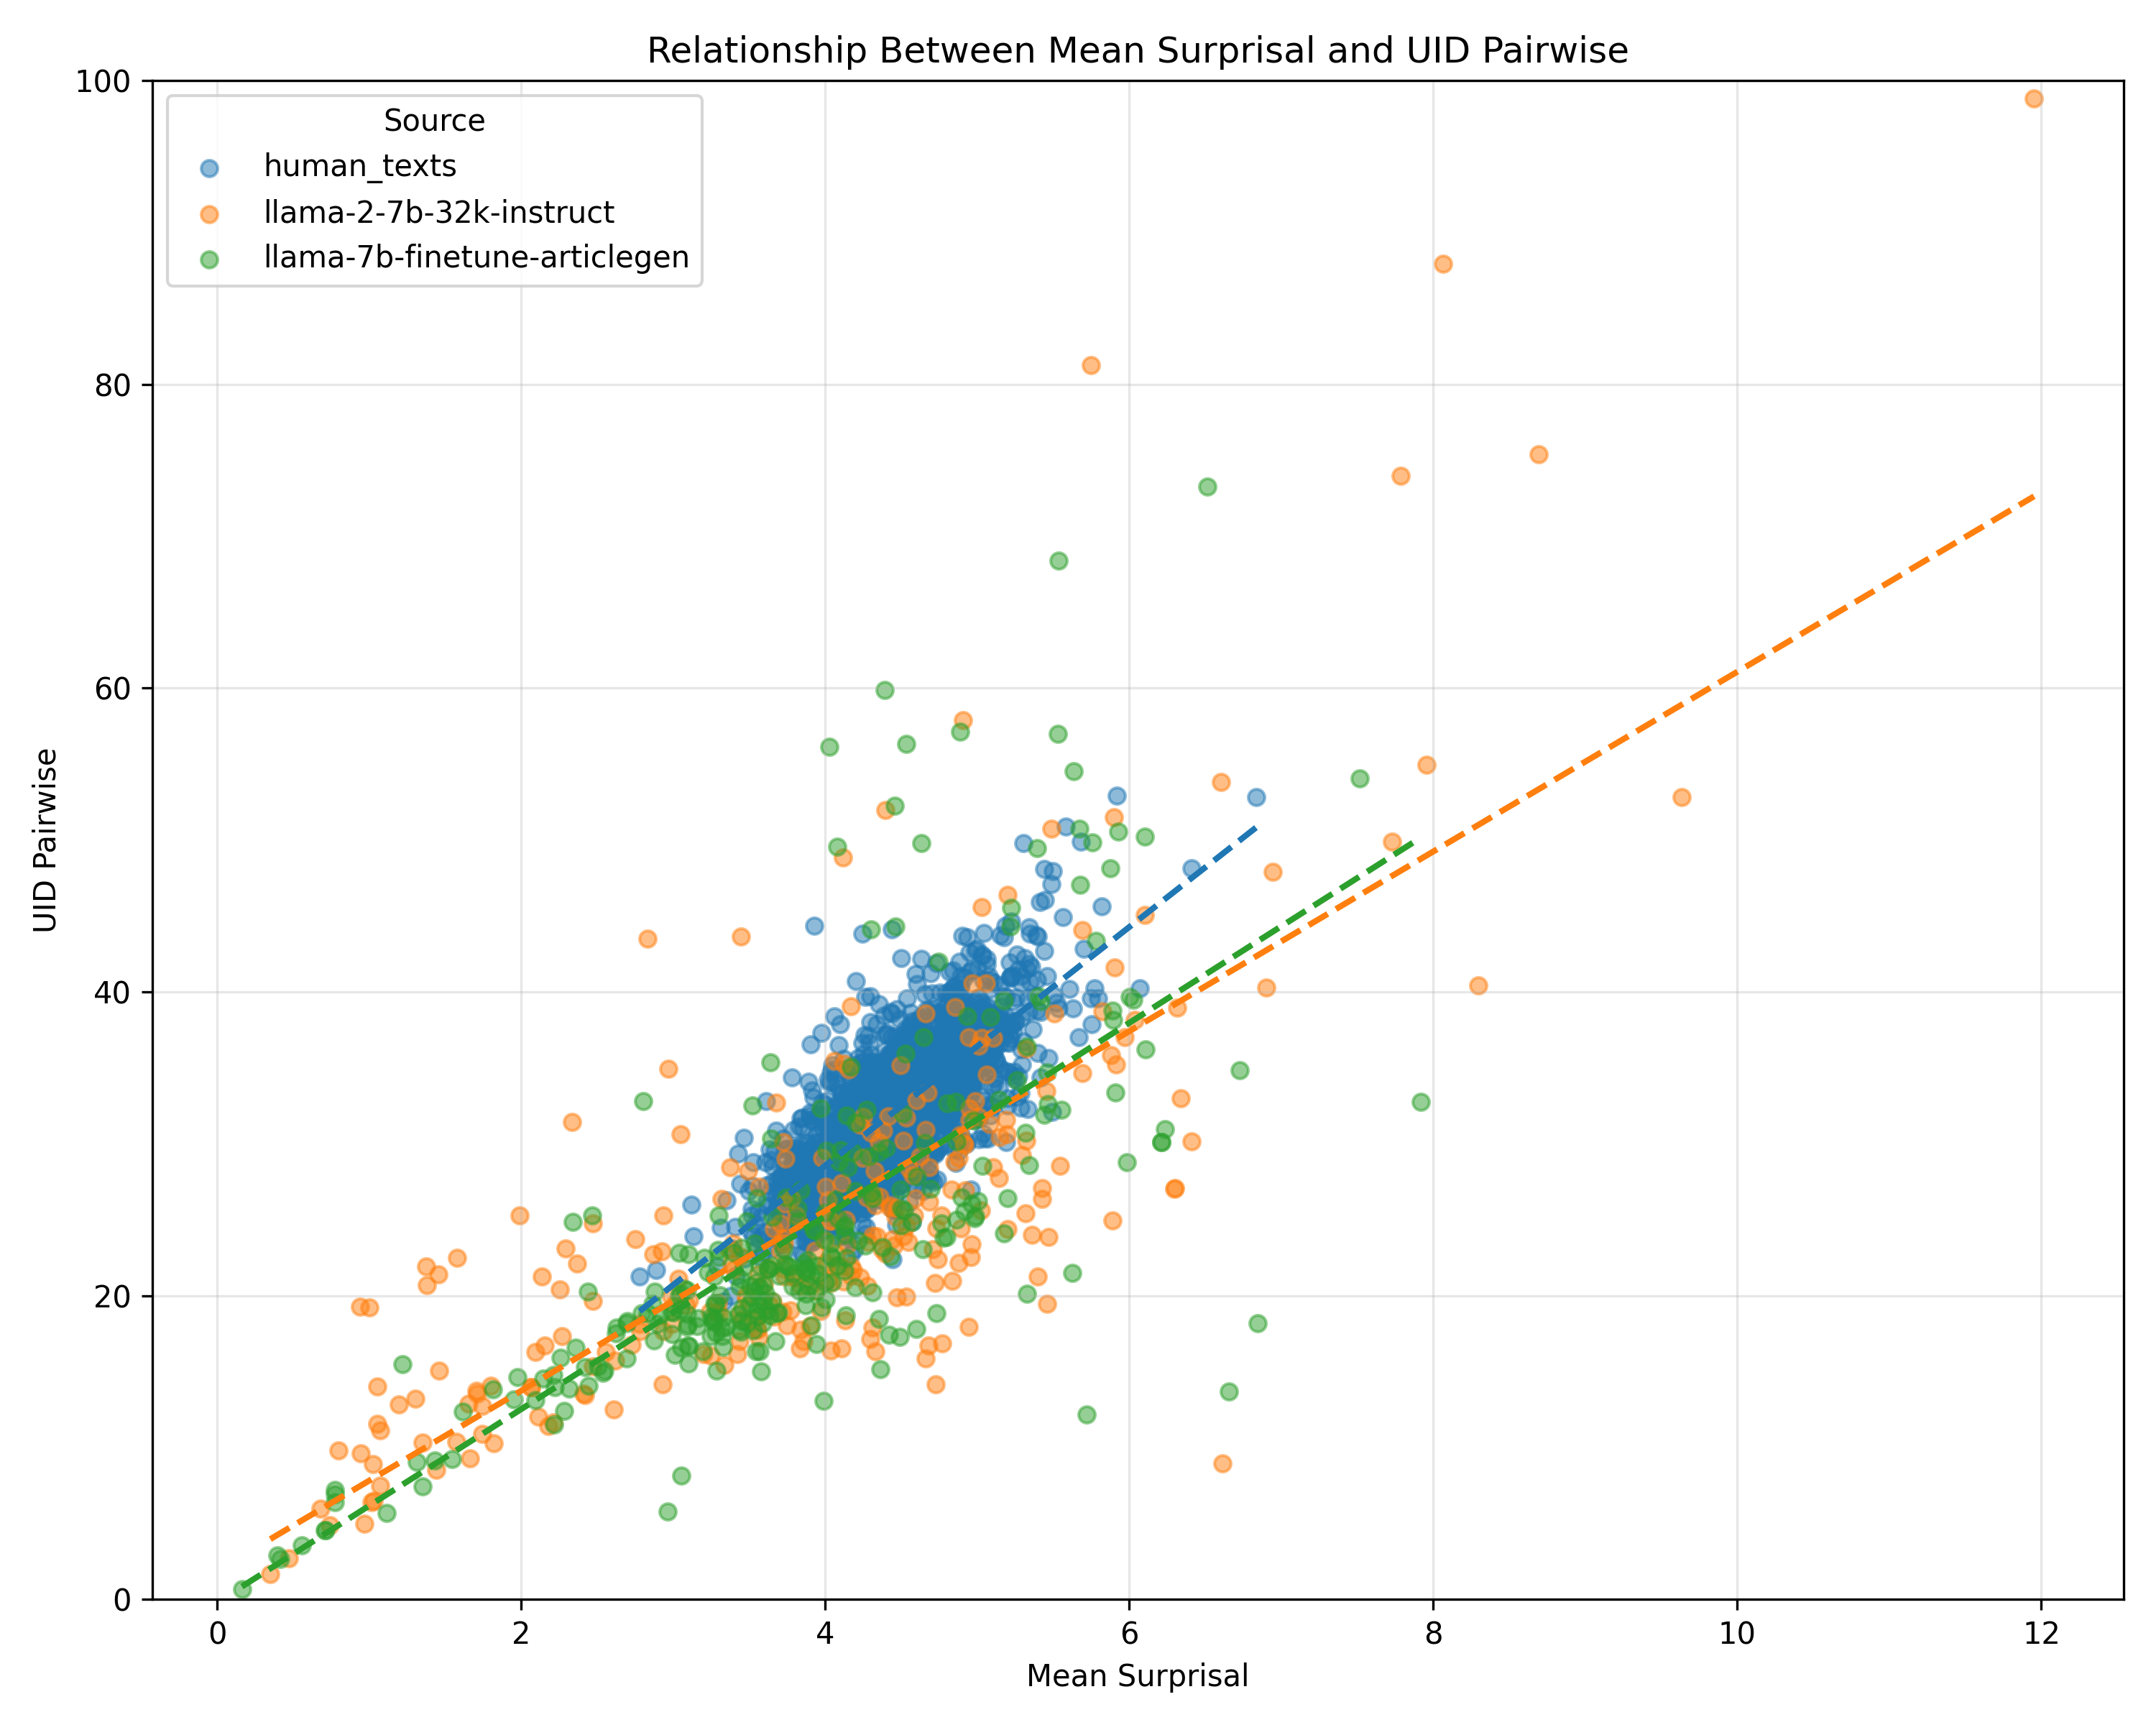 Relationship Between Mean Surprisal and UID Pairwise
100
80
60
40
20
0
UID Pairwise
Source
human_texts
llama-2-7b-32k-instruct
llama-7b-finetune-articlegen
0 2 4 6 8 10 12
Mean Surprisal